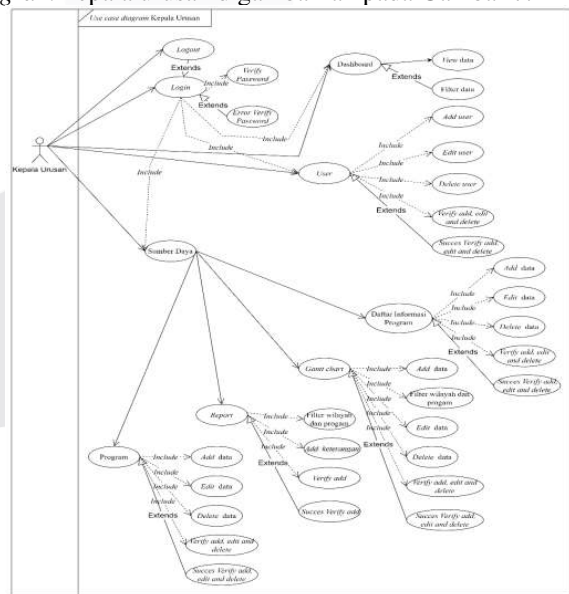 Use case diagram Kepala Urusan
Logout
Extends
Login
Include
Verify
Password
Extends
Error Verify
Password
Include
Include
Include
Dashboard
View data
Extends
Filter data
Kepala Urusan
User
Include
Add user
Include
Edit user
Include
Delete user
Include
Verify add, edit
and delete
Extends
Succes Verify add,
edit and delete
Sumber Daya
Daftar Informasi
Program
Include
Add data
Include
Edit data
Include
Delete data
Include
Verify add, edit
and delete
Extends
Succes Verify add,
edit and delete
Gantt chart
Include
Add data
Include
Filter wilayah dan
progam
Include
Edit data
Include
Delete data
Include
Verify add, edit and
delete
Extends
Succes Verify add,
edit and delete
Report
Include
Filter wilayah
dan progam
Include
Add keterangan
Include
Verify add
Extends
Succes Verify add
Program
Include
Add data
Include
Edit data
Include
Delete data
Include
Verify add, edit and
delete
Extends
Succes Verify add,
edit and delete